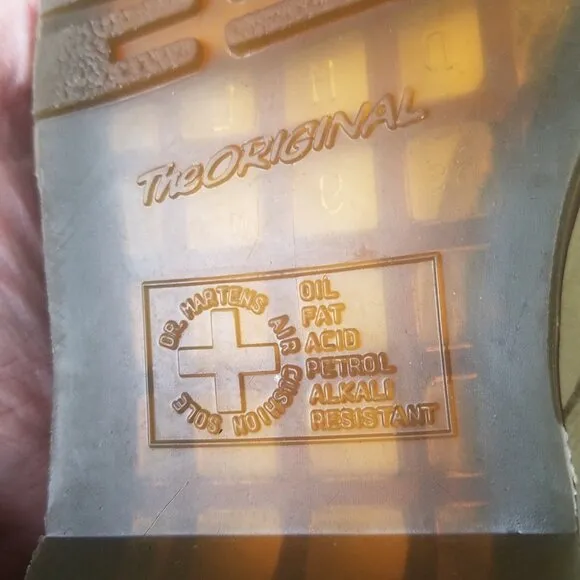 The ORIGINAL
DR. MARTENS AIR CUSHION SOLE
OIL
FAT
ACID
PETROL
ALKALI
RESISTANT